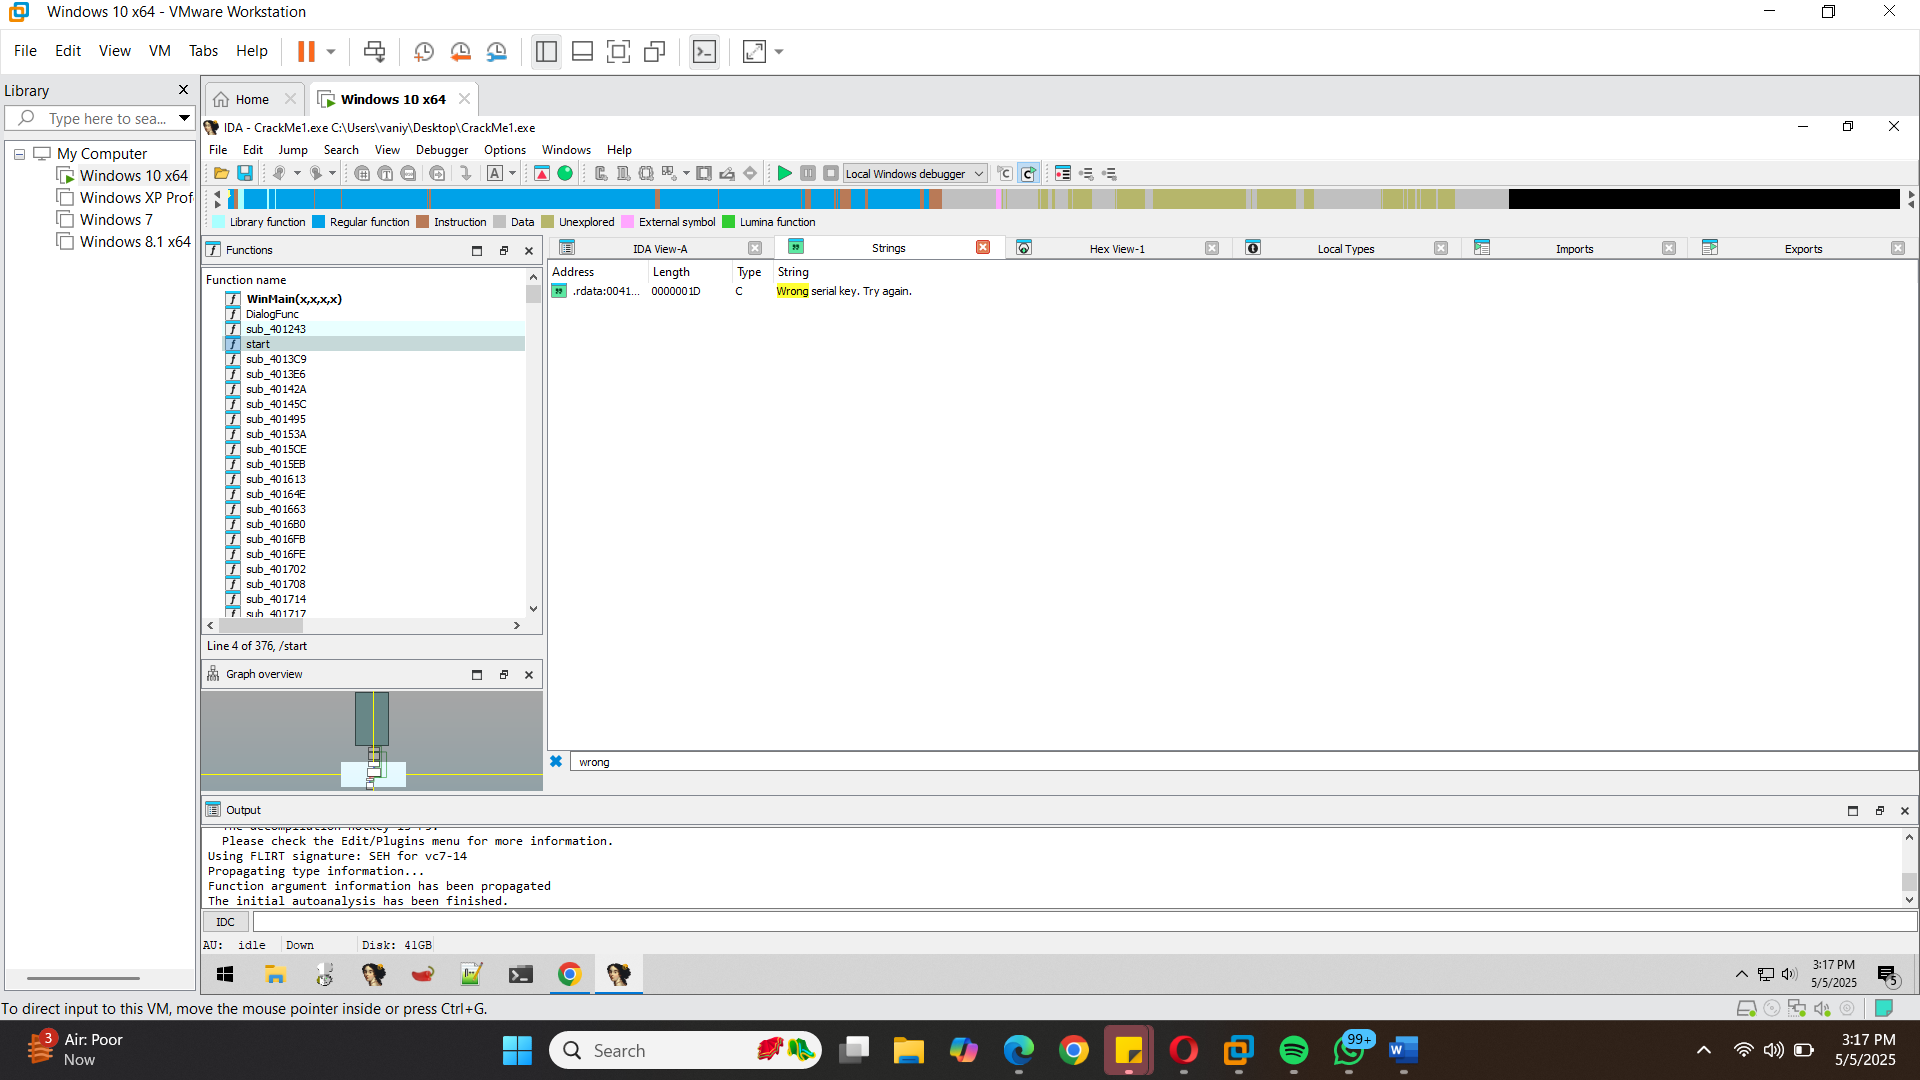 Windows 10 x64 - VMware Workstation
File Edit View VM Tabs Help
Library
Type here to sea...
My Computer
Windows 10 x64
Windows XP Prof
Windows 7
Windows 8.1 x64
Home
Windows 10 x64
IDA - CrackMe1.exe C:\Users\vaniy\Desktop\CrackMe1.exe
File Edit Jump Search View Debugger Options Windows Help
Local Windows debugger
Library function Regular function Instruction Data Unexplored External symbol Lumina function
Functions
Function name
WinMain(x,x,x,x)
DialogFunc
sub_401243
start
sub_4013C9
sub_4013E6
sub_40142A
sub_40145C
sub_401495
sub_40153A
sub_4015CE
sub_4015EB
sub_401613
sub_40164E
sub_401663
sub_4016B0
sub_4016FB
sub_4016FE
sub_401702
sub_401708
sub_401714
sub_401717
Line 4 of 376, /start
Graph overview
IDA View-A Strings Hex View-1 Local Types Imports Exports
Address Length Type String
.rdata:0041... 0000001D C Wrong serial key. Try again.
wrong
Output
The decompilation hotkey is F5.
Please check the Edit/Plugins menu for more information.
Using FLIRT signature: SEH for vc7-14
Propagating type information...
Function argument information has been propagated
The initial autoanalysis has been finished.
IDC
AU: idle Down Disk: 41GB
3:17 PM
5/5/2025
5
To direct input to this VM, move the mouse pointer inside or press Ctrl+G.
3
Air: Poor
Now
Search
99+
3:17 PM
5/5/2025